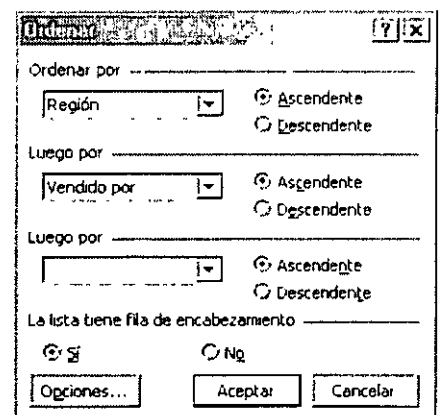 Ordenar
Ordenar por
Región
Ascendente
Descendente
Luego por
Vendido por
Ascendente
Descendente
Luego por
Ascendente
Descendente
La lista tiene fila de encabezamiento
Sí No
Opciones... Aceptar Cancelar